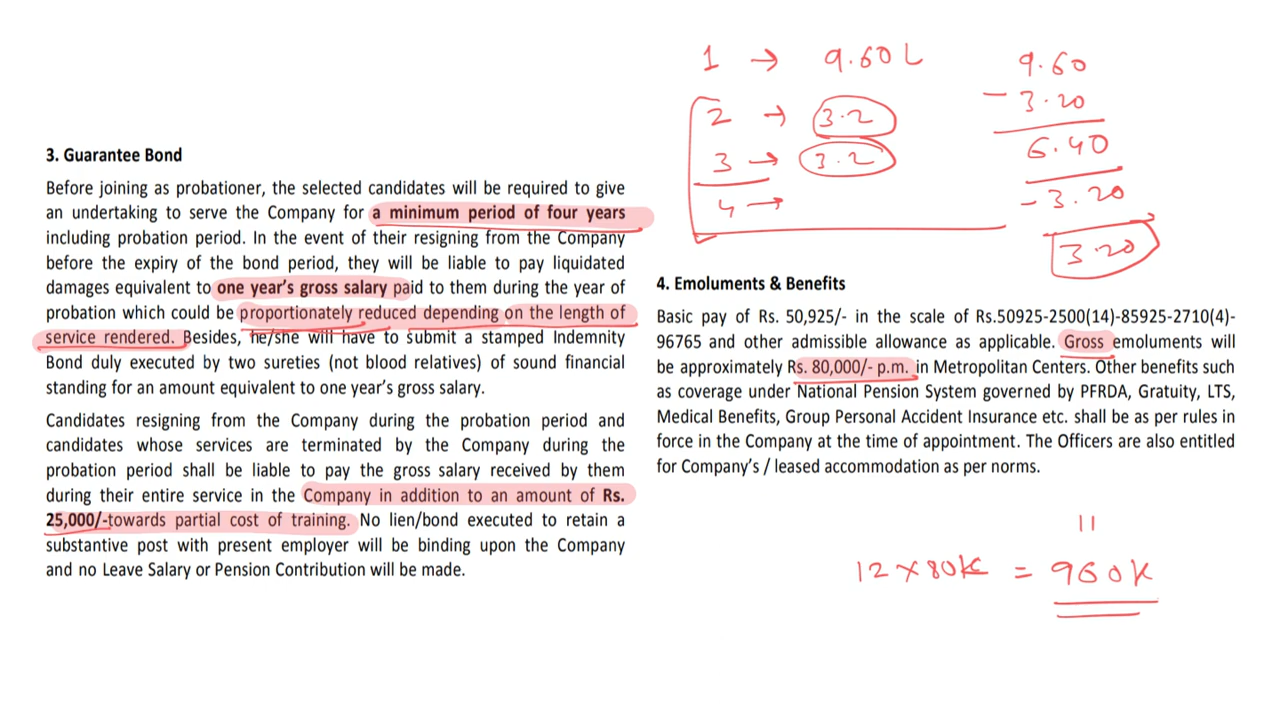 3. Guarantee Bond
Before joining as probationer, the selected candidates will be required to give
an undertaking to serve the Company for a minimum period of four years
including probation period. In the event of their resigning from the Company
before the expiry of the bond period, they will be liable to pay liquidated
damages equivalent to one year's gross salary paid to them during the year of
probation which could be proportionately reduced depending on the length of
service rendered. Besides, he/she will have to submit a stamped Indemnity
Bond duly executed by two sureties (not blood relatives) of sound financial
standing for an amount equivalent to one year's gross salary.
Candidates resigning from the Company during the probation period and
candidates whose services are terminated by the Company during the
probation period shall be liable to pay the gross salary received by them
during their entire service in the Company in addition to an amount of Rs.
25,000/-towards partial cost of training. No lien/bond executed to retain a
substantive post with present employer will be binding upon the Company
and no Leave Salary or Pension Contribution will be made.
1 → 9.60 L
2 → 3.2
3 → 3.2
4 →
9.60
- 3.20
6.40
- 3.20
3.20
4. Emoluments & Benefits
Basic pay of Rs. 50,925/- in the scale of Rs.50925-2500(14)-85925-2710(4)-
96765 and other admissible allowance as applicable. Gross emoluments will
be approximately Rs. 80,000/- p.m. in Metropolitan Centers. Other benefits such
as coverage under National Pension System governed by PFRDA, Gratuity, LTS,
Medical Benefits, Group Personal Accident Insurance etc. shall be as per rules in
force in the Company at the time of appointment. The Officers are also entitled
for Company's / leased accommodation as per norms.
11
12 × 80K = 960K